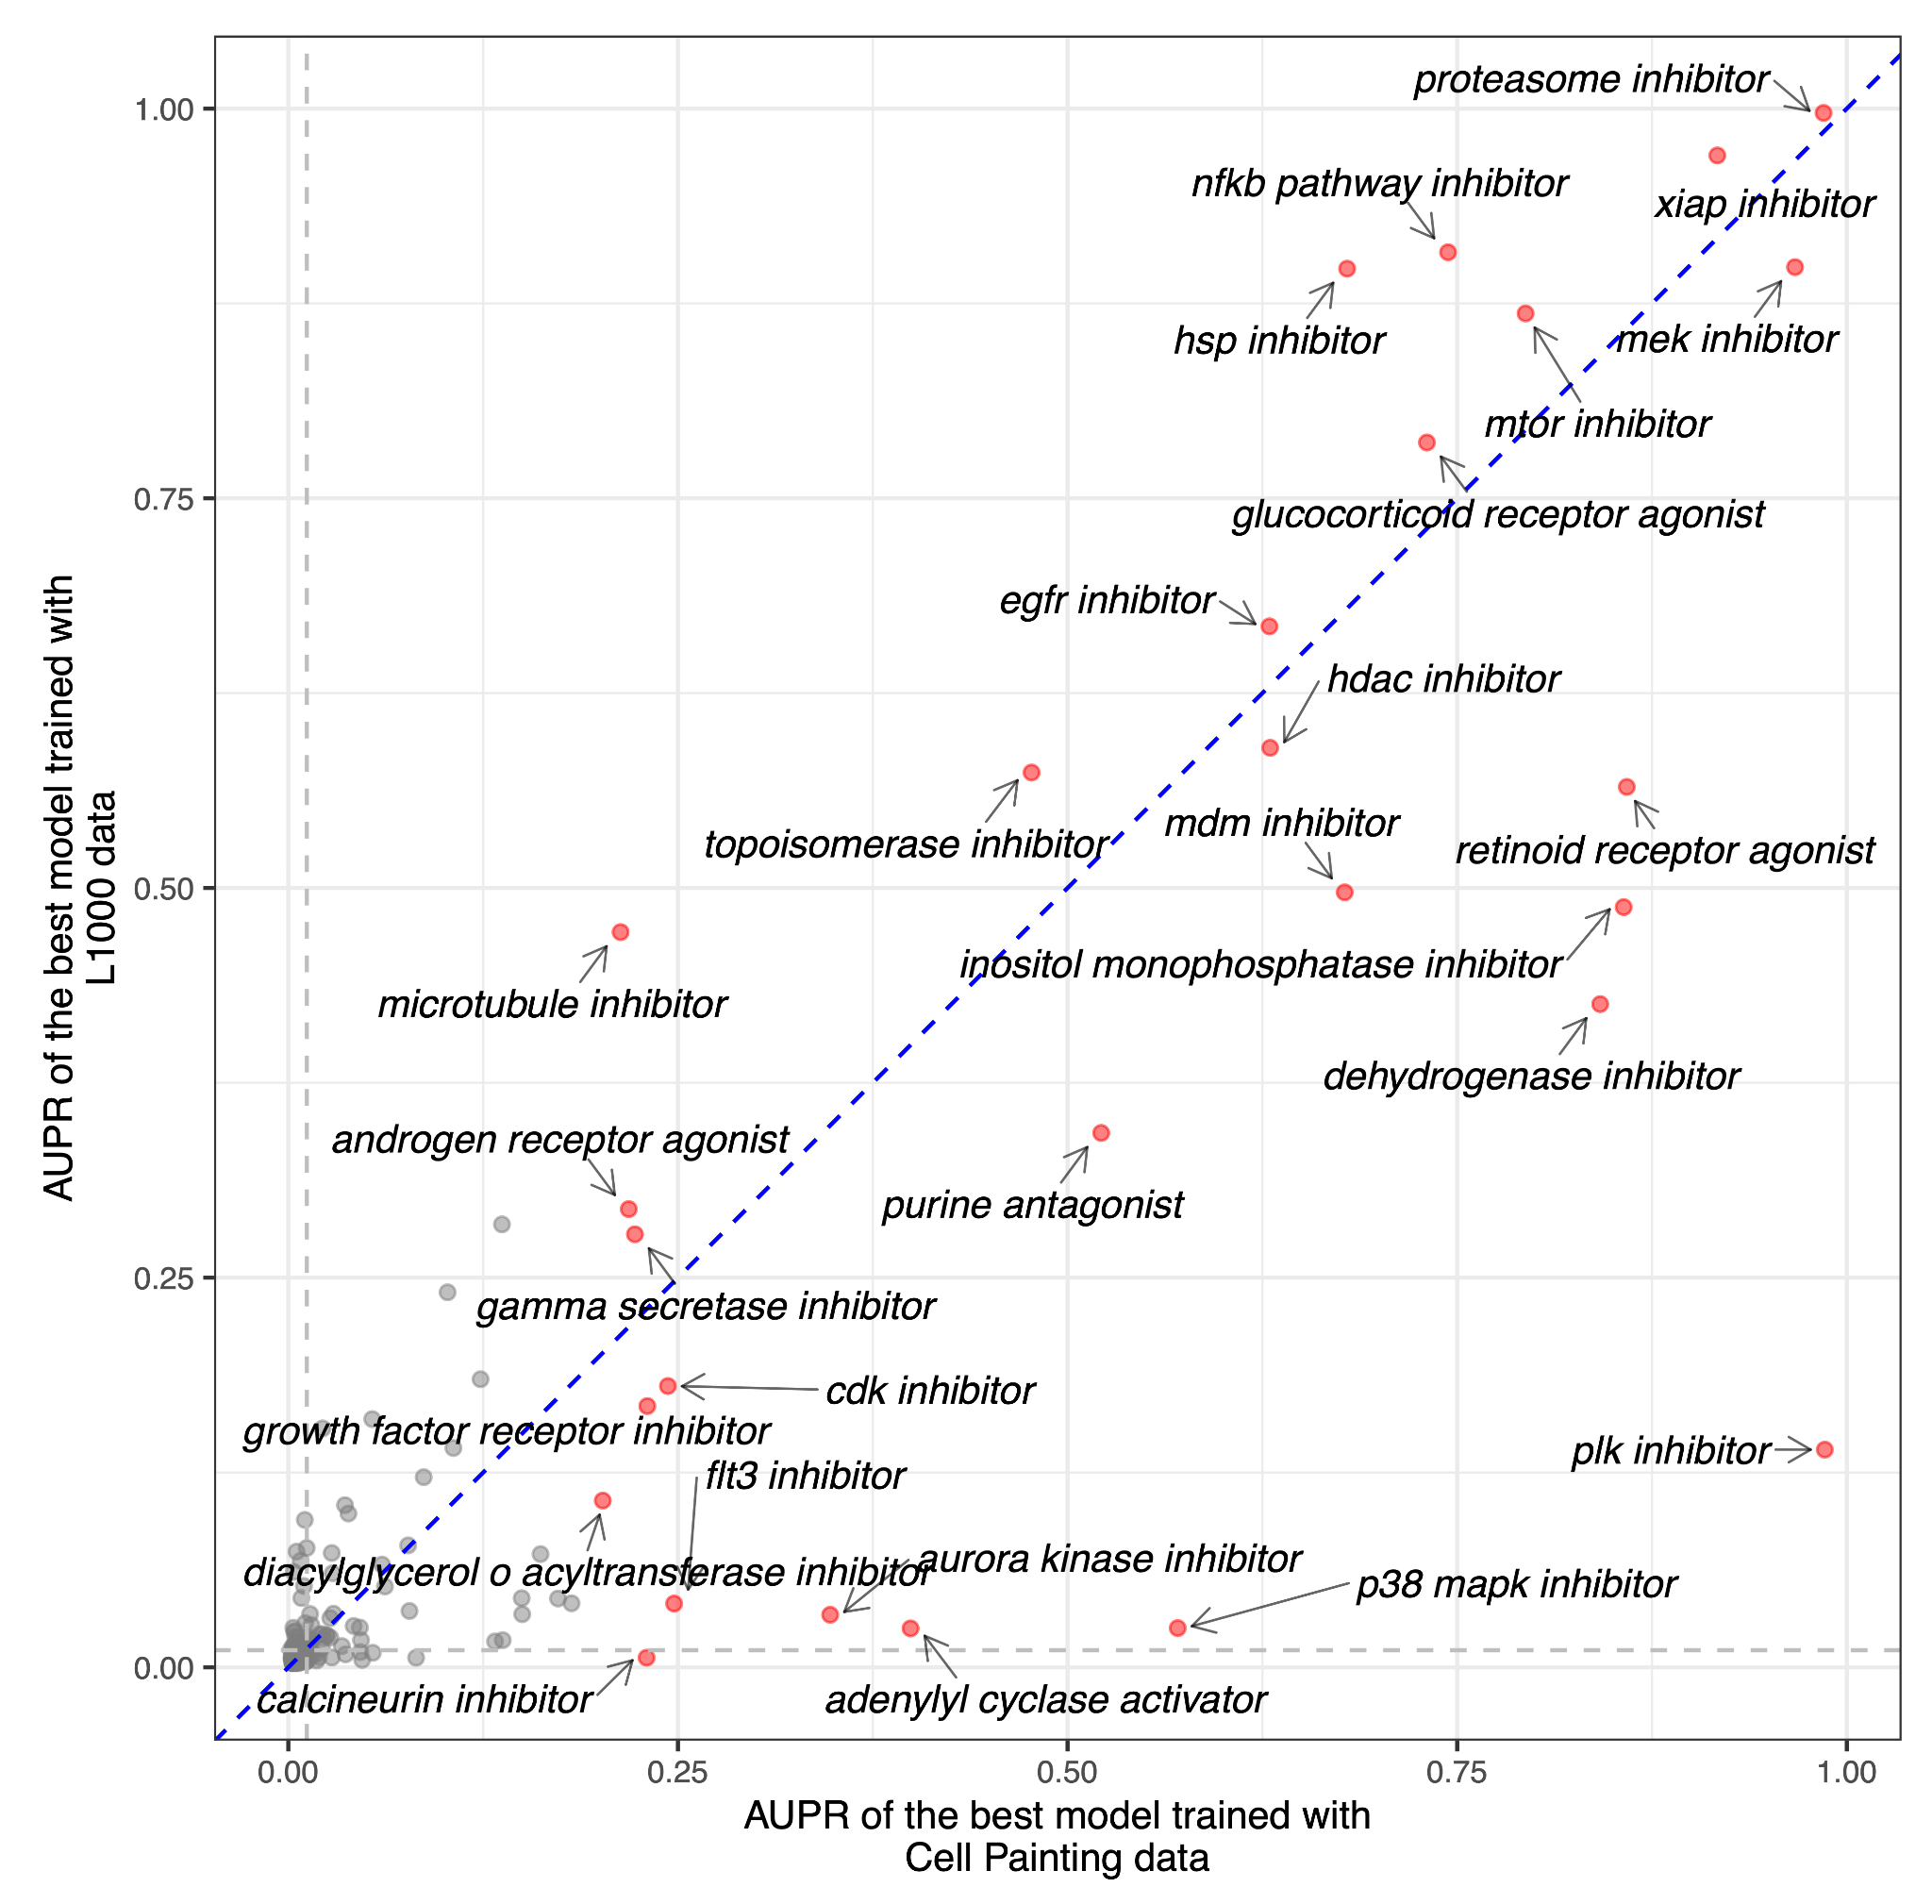 proteasome inhibitor
1.00
nfkb pathway inhibitor
xiap inhibitor
hsp inhibitor
mek inhibitor
mtor inhibitor
0.75
glucocorticoid receptor agonist
egfr inhibitor
hdac inhibitor
mdm inhibitor
topoisomerase inhibitor
retinoid receptor agonist
0.50
inositol monophosphatase inhibitor
microtubule inhibitor
dehydrogenase inhibitor
androgen receptor agonist
purine antagonist
0.25
gamma secretase inhibitor
cdk inhibitor
growth factor receptor inhibitor
plk inhibitor
flt3 inhibitor
aurora kinase inhibitor
diacylglycerol o acyltransferase inhibitor
p38 mapk inhibitor
0.00
calcineurin inhibitor
adenylyl cyclase activator
0.00
0.25
0.50
0.75
1.00
AUPR of the best model trained with
Cell Painting data
AUPR of the best model trained with
L1000 data